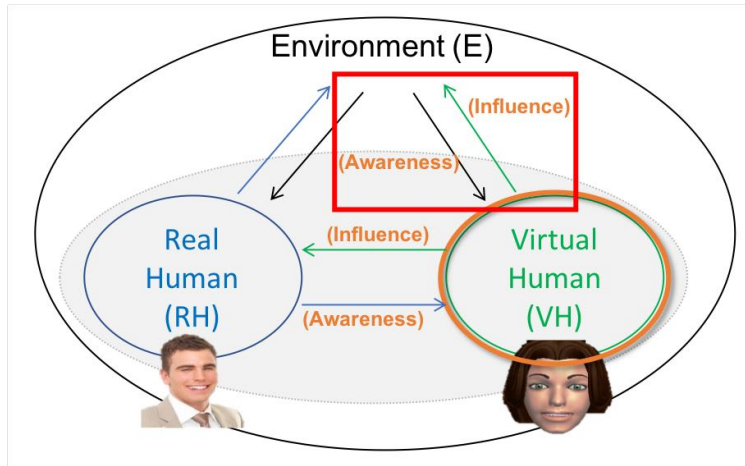 Environment (E)
(Influence)
(Awareness)
Real
Human
(RH)
(Influence)
(Awareness)
Virtual
Human
(VH)